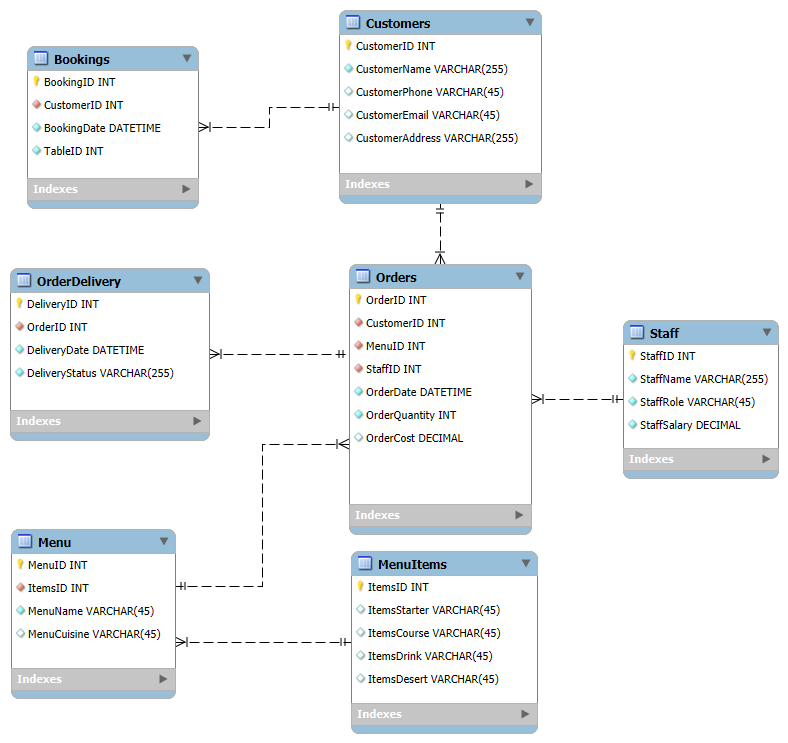 Customers
CustomerID INT
CustomerName VARCHAR(255)
CustomerPhone VARCHAR(45)
CustomerEmail VARCHAR(45)
CustomerAddress VARCHAR(255)
Indexes
Bookings
BookingID INT
CustomerID INT
BookingDate DATETIME
TableID INT
Indexes
OrderDelivery
DeliveryID INT
OrderID INT
DeliveryDate DATETIME
DeliveryStatus VARCHAR(255)
Indexes
Orders
OrderID INT
CustomerID INT
MenuID INT
StaffID INT
OrderDate DATETIME
OrderQuantity INT
OrderCost DECIMAL
Indexes
Staff
StaffID INT
StaffName VARCHAR(255)
StaffRole VARCHAR(45)
StaffSalary DECIMAL
Indexes
Menu
MenuID INT
ItemsID INT
MenuName VARCHAR(45)
MenuCuisine VARCHAR(45)
Indexes
MenuItems
ItemsID INT
ItemsStarter VARCHAR(45)
ItemsCourse VARCHAR(45)
ItemsDrink VARCHAR(45)
ItemsDesert VARCHAR(45)
Indexes